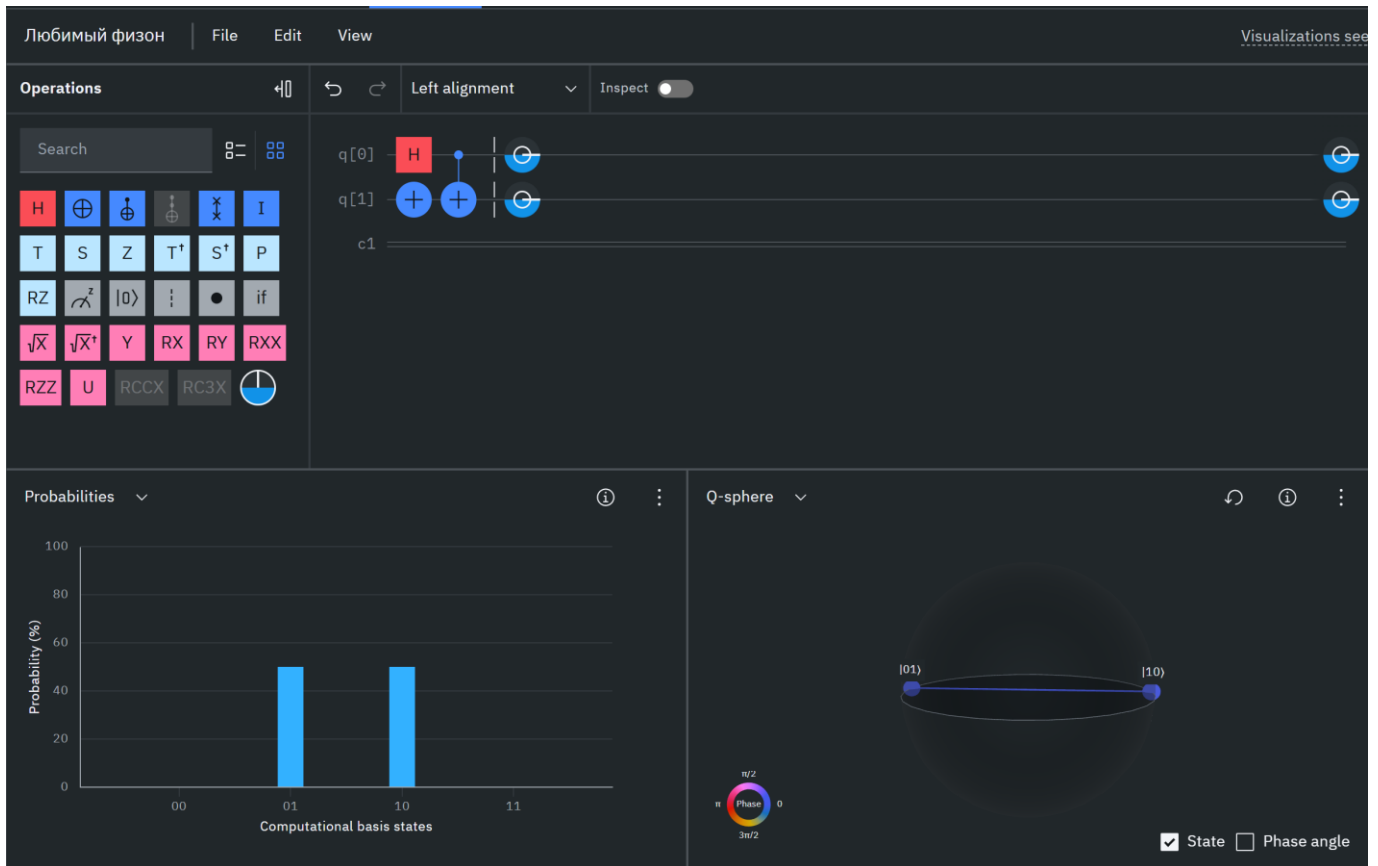 Любимый физон File Edit View Visualizations see
Operations Left alignment Inspect
Search
H I
T S Z T† S† P
RZ z |0⟩ if
√X √X† Y RX RY RXX
RZZ U RCCX RC3X
q[0] H
q[1]
c1
Probabilities
100
80
60
40
20
0
Probability (%)
00 01 10 11
Computational basis states
Q-sphere
|01⟩ |10⟩
π/2
π Phase 0
3π/2
State Phase angle